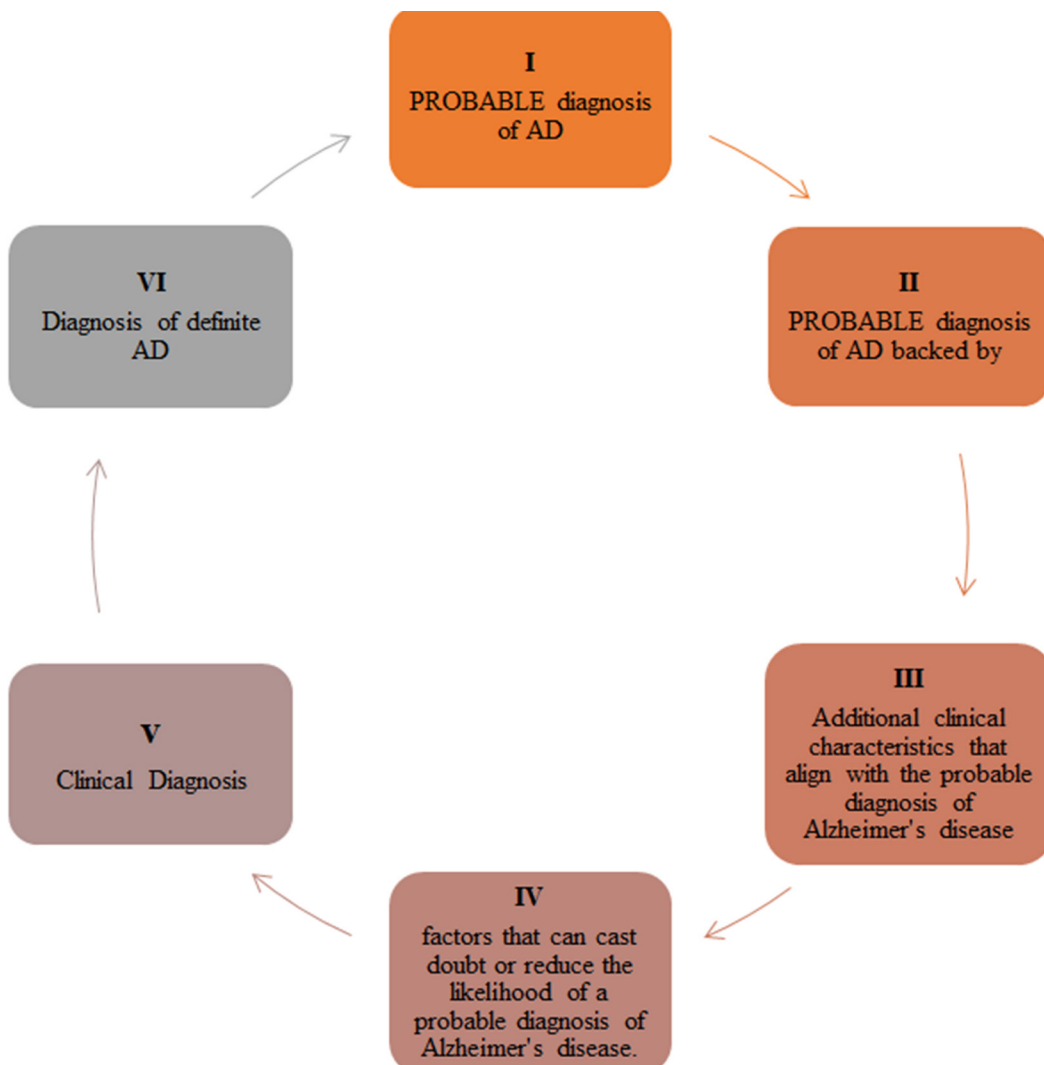 I
PROBABLE diagnosis
of AD
II
PROBABLE diagnosis
of AD backed by
III
Additional clinical
characteristics that
align with the probable
diagnosis of
Alzheimer's disease
IV
factors that can cast
doubt or reduce the
likelihood of a
probable diagnosis of
Alzheimer's disease.
V
Clinical Diagnosis
VI
Diagnosis of definite
AD